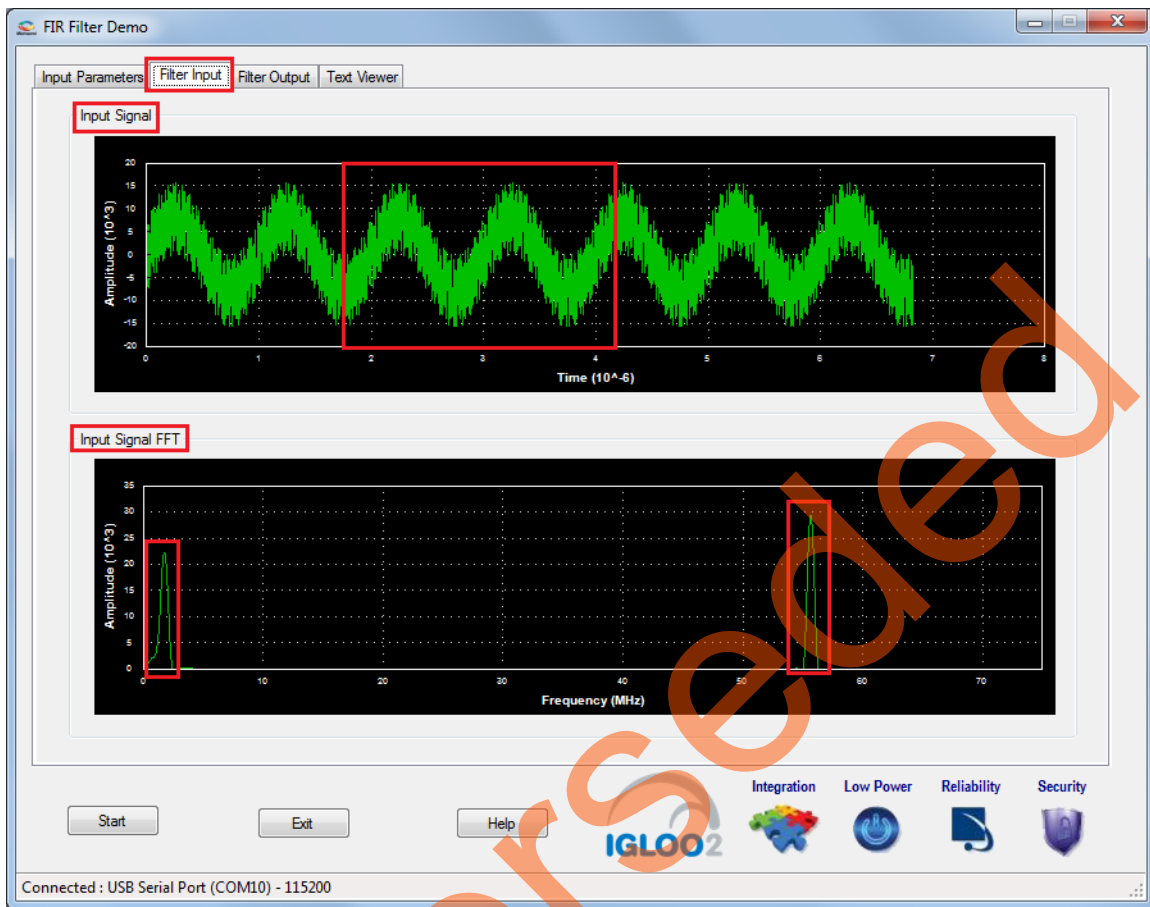 FIR Filter Demo
Input Parameters Filter Input Filter Output Text Viewer
Input Signal
20
15
10
5
0
-5
-10
-15
-20
Amplitude (10^3)
0 1 2 3 4 5 6 7 8
Time (10^-6)
Input Signal FFT
35
30
25
20
15
10
5
0
Amplitude (10^3)
0 10 20 30 40 50 60 70
Frequency (MHz)
Start Exit Help
IGLOO2
Integration Low Power Reliability Security
Connected : USB Serial Port (COM10) - 115200
erseded